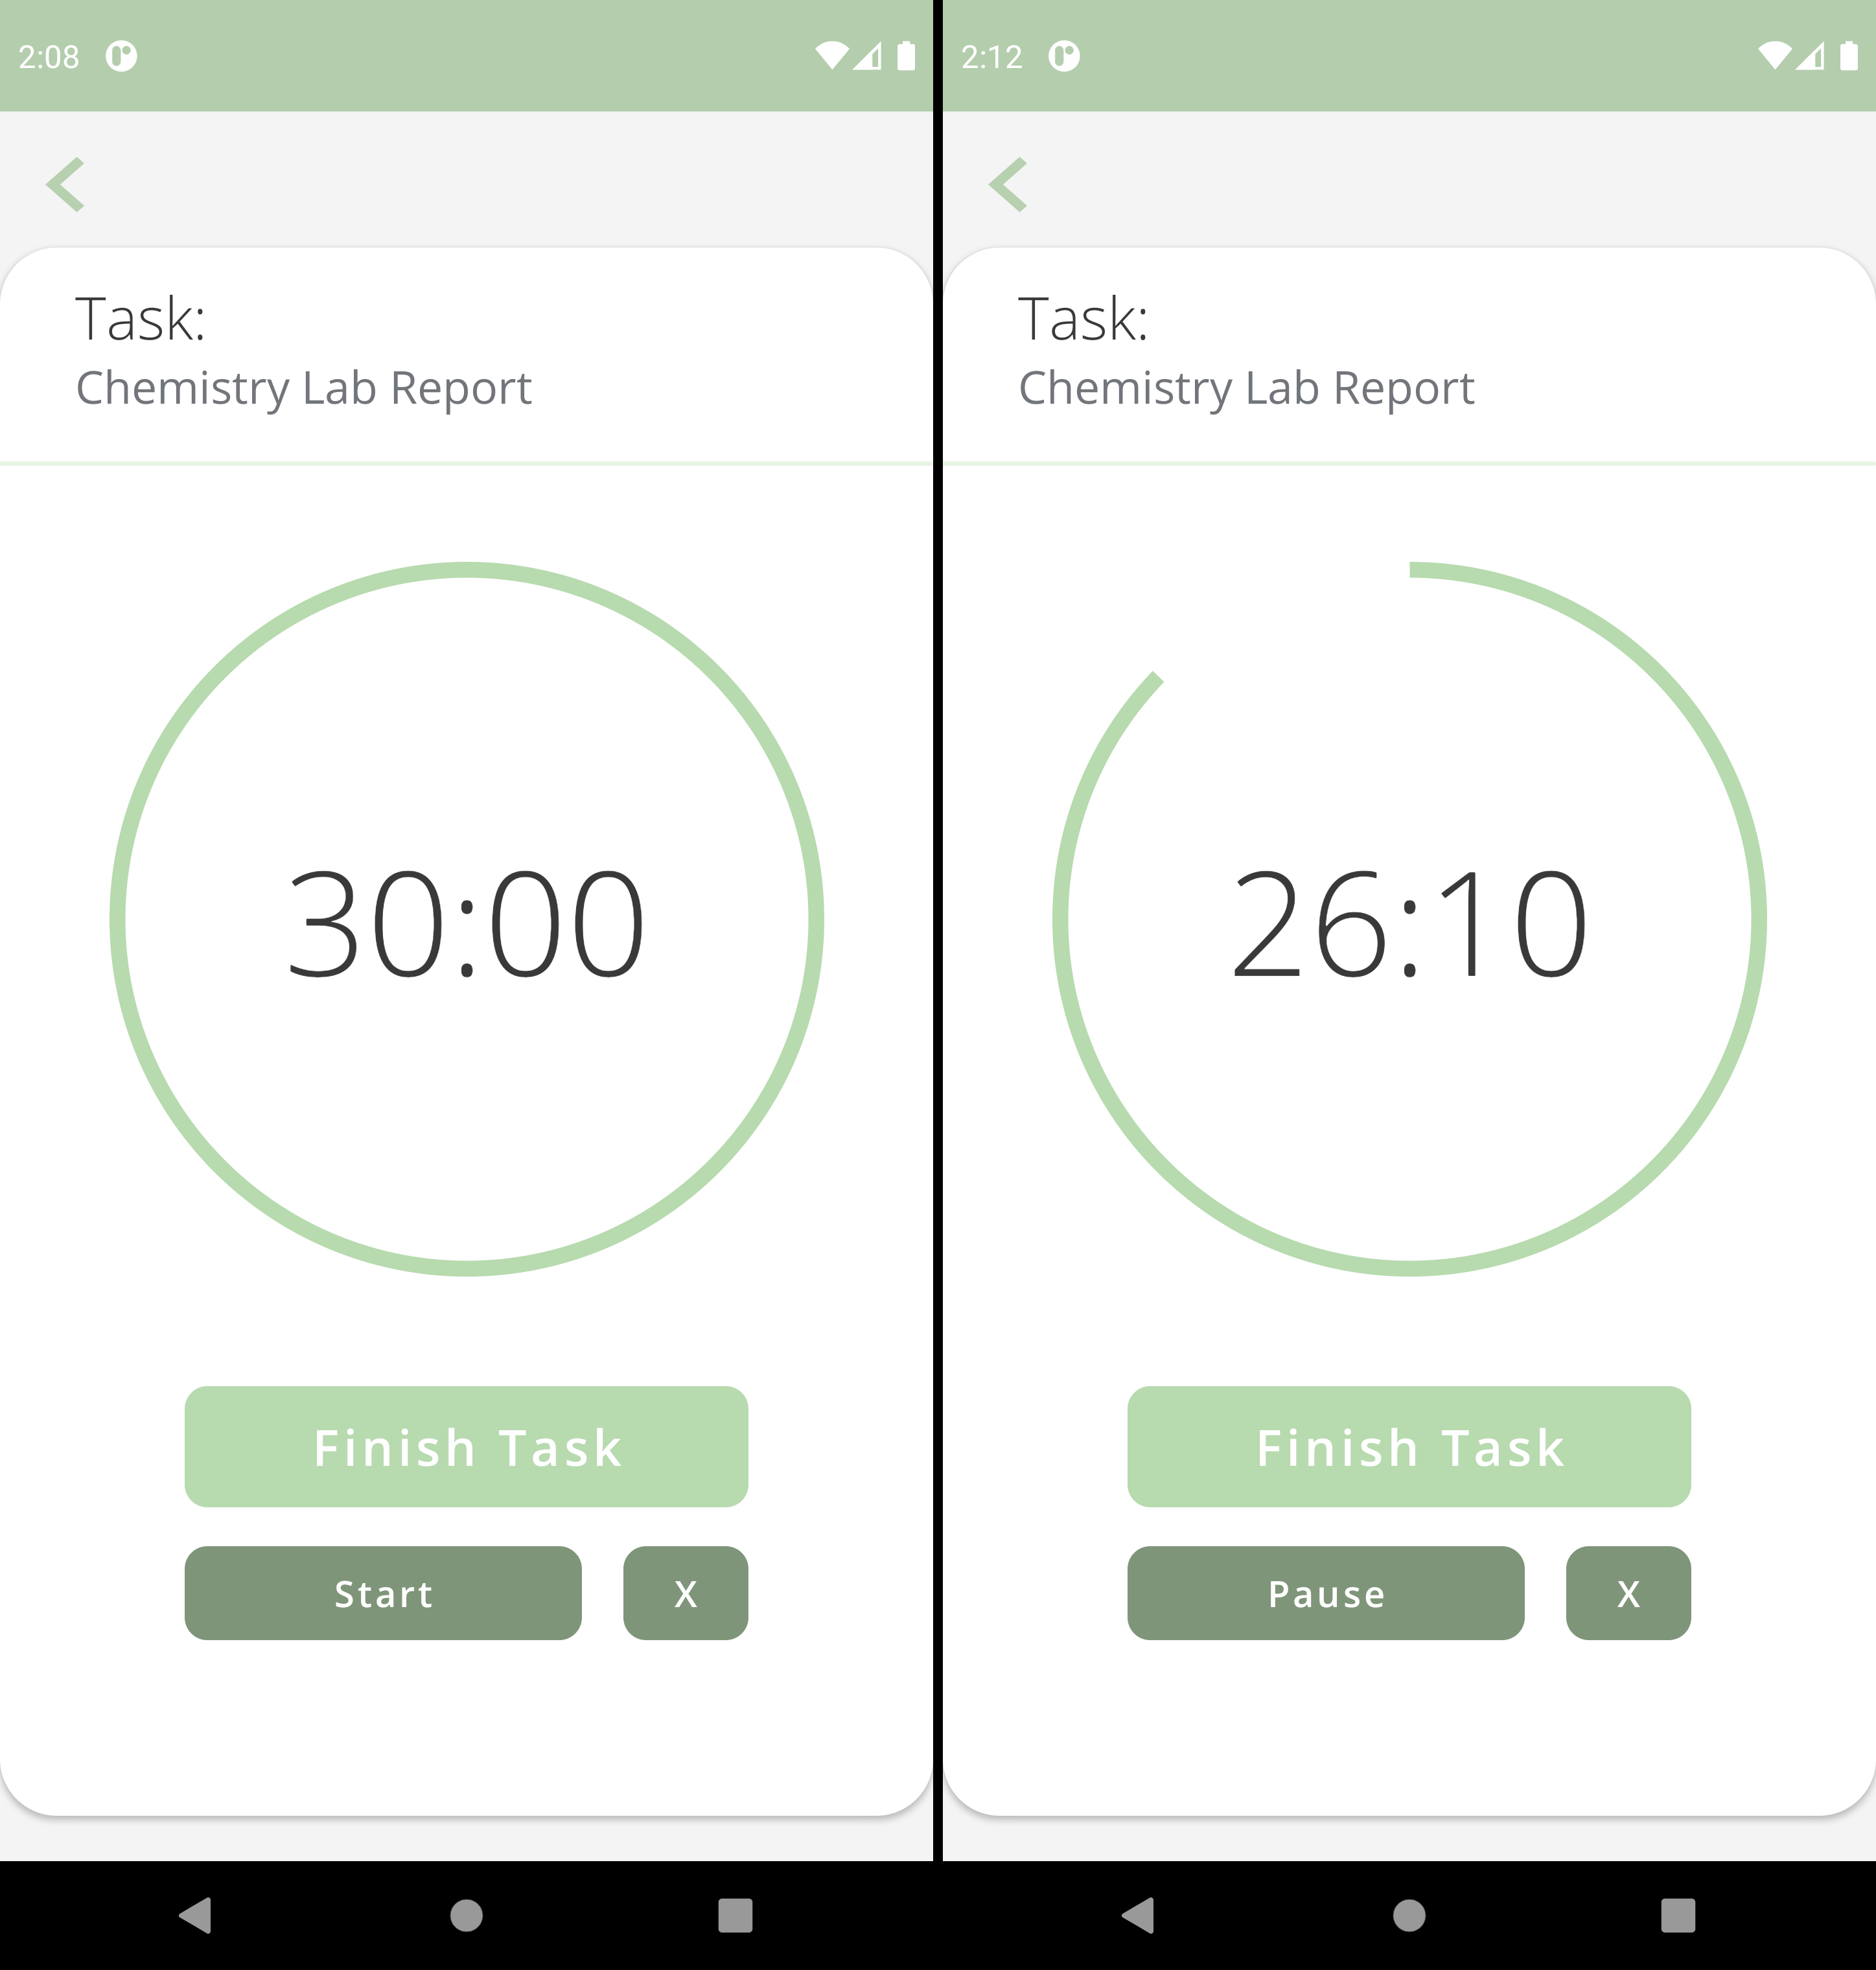 2:08
Task:
Chemistry Lab Report
30:00
Finish Task
Start
X
2:12
Task:
Chemistry Lab Report
26:10
Finish Task
Pause
X